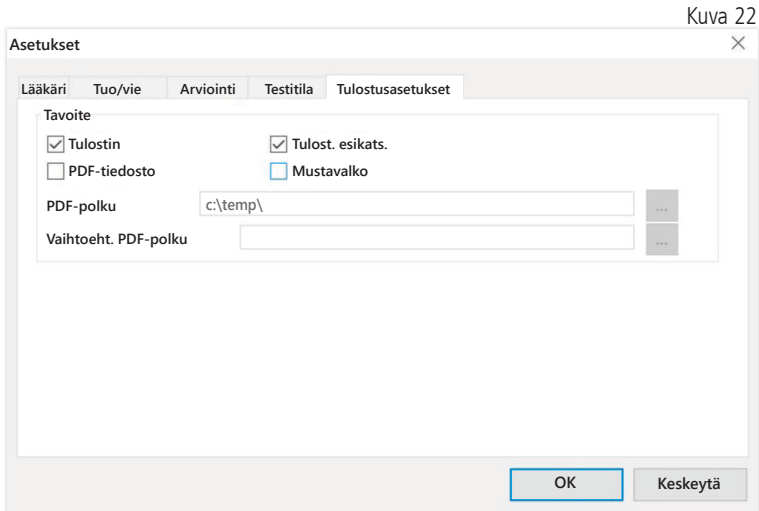 Kuva 22
Asetukset
Lääkäri Tuo/vie Arviointi Testitila Tulostusasetukset
Tavoite
Tulostin Tulost. esikats.
PDF-tiedosto Mustavalko
PDF-polku c:\temp\ ...
Vaihtoeht. PDF-polku ...
OK Keskeytä